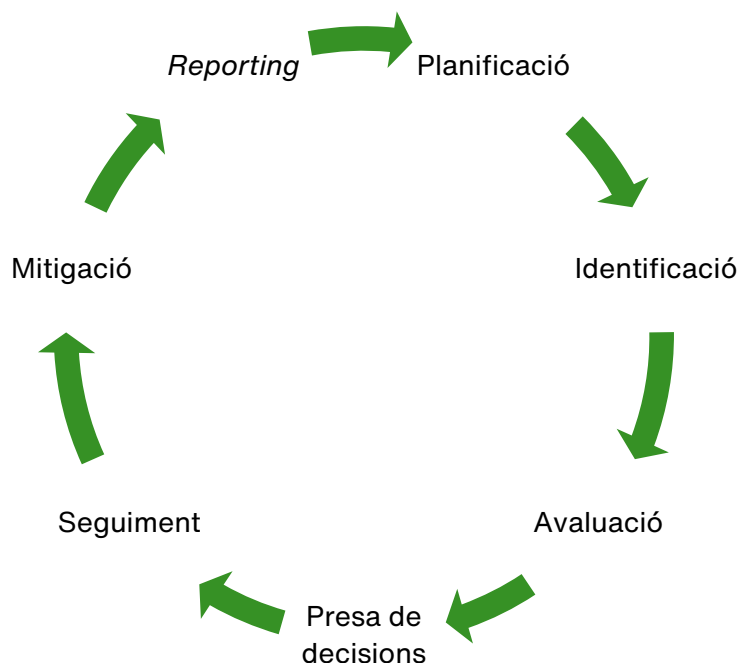 Reporting
Planificació
Identificació
Avaluació
Presa de
decisions
Seguiment
Mitigació